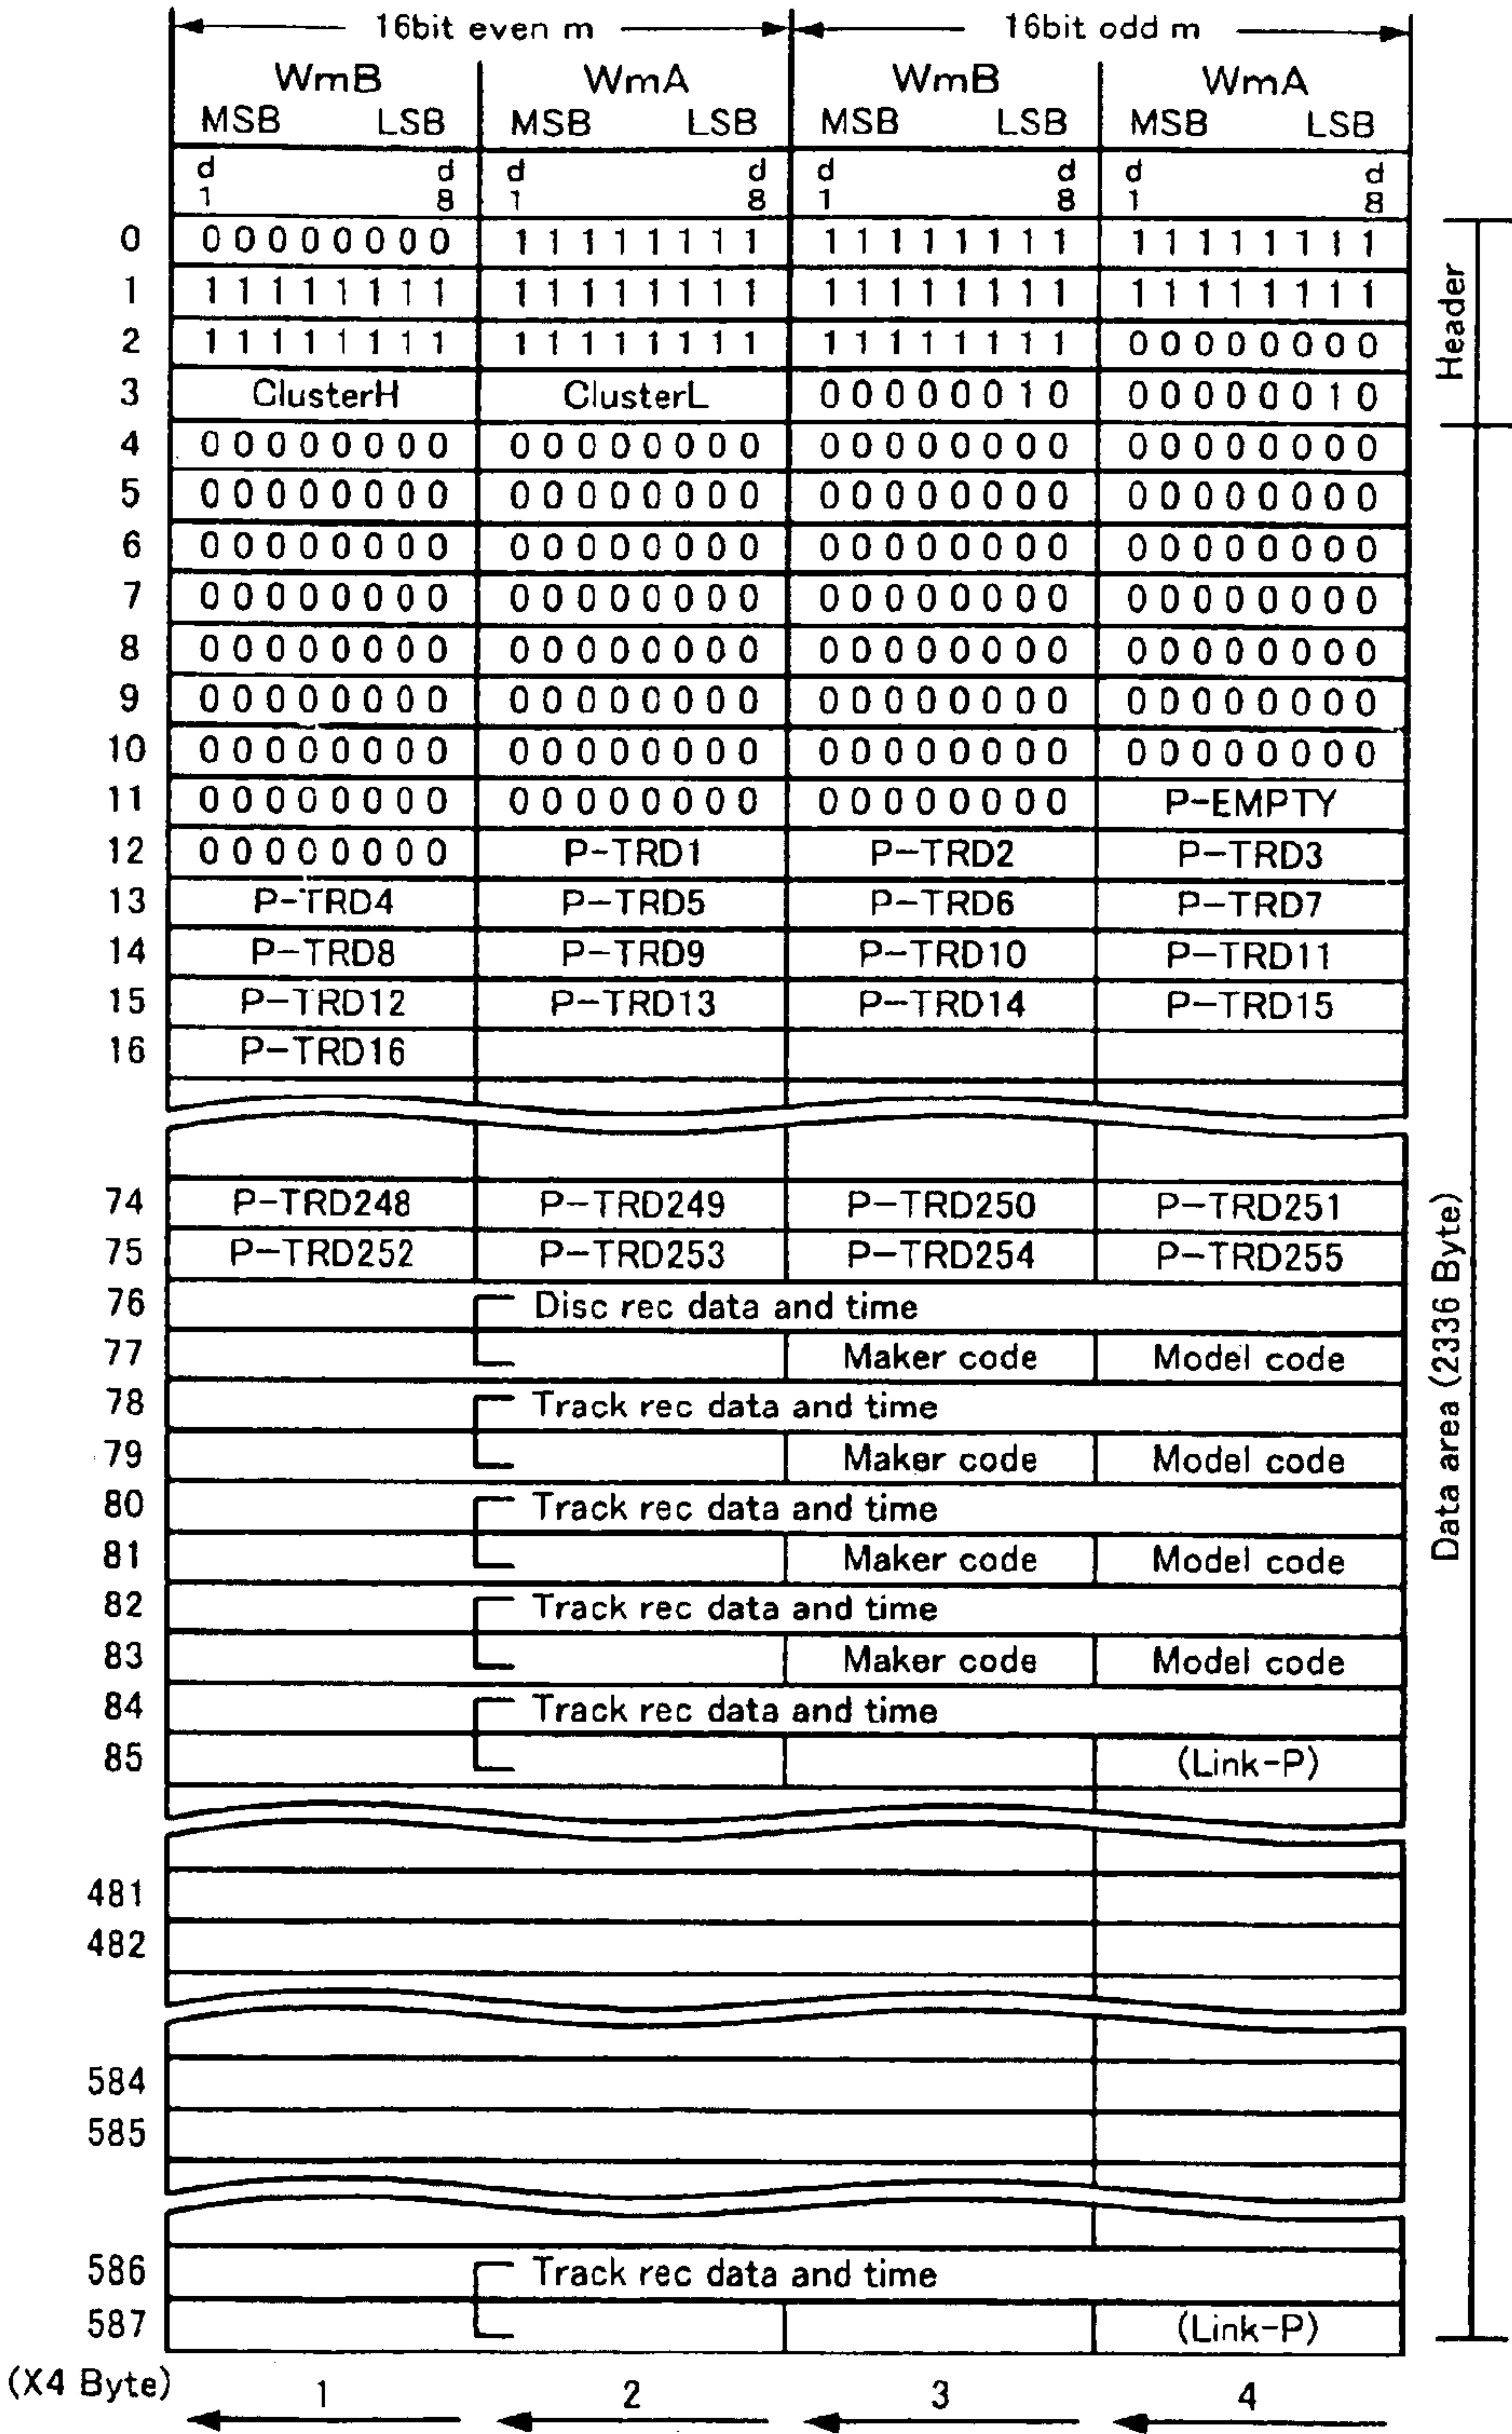 16bit even m 16bit odd m
WmB WmA WmB WmA
MSB LSB MSB LSB MSB LSB MSB LSB
d d d d d d d d
1 8 1 8 1 8 1 8
0 00000000 11111111 11111111 11111111
1 11111111 11111111 11111111 11111111
2 11111111 11111111 11111111 00000000
3 ClusterH ClusterL 00000010 00000010
4 00000000 00000000 00000000 00000000
5 00000000 00000000 00000000 00000000
6 00000000 00000000 00000000 00000000
7 00000000 00000000 00000000 00000000
8 00000000 00000000 00000000 00000000
9 00000000 00000000 00000000 00000000
10 00000000 00000000 00000000 00000000
11 00000000 00000000 00000000 P-EMPTY
12 00000000 P-TRD1 P-TRD2 P-TRD3
13 P-TRD4 P-TRD5 P-TRD6 P-TRD7
14 P-TRD8 P-TRD9 P-TRD10 P-TRD11
15 P-TRD12 P-TRD13 P-TRD14 P-TRD15
16 P-TRD16
74 P-TRD248 P-TRD249 P-TRD250 P-TRD251
75 P-TRD252 P-TRD253 P-TRD254 P-TRD255
76 Disc rec data and time
77 Maker code Model code
78 Track rec data and time
79 Maker code Model code
80 Track rec data and time
81 Maker code Model code
82 Track rec data and time
83 Maker code Model code
84 Track rec data and time
85 (Link-P)
481
482
584
585
586 Track rec data and time
587 (Link-P)
(X4 Byte) 1 2 3 4
Header
Data area (2336 Byte)